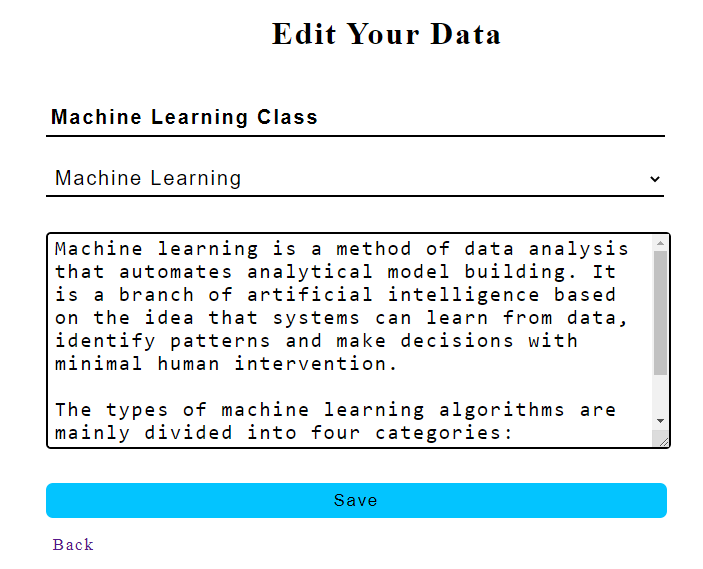 Edit Your Data
Machine Learning Class
Machine Learning
Machine learning is a method of data analysis
that automates analytical model building. It
is a branch of artificial intelligence based
on the idea that systems can learn from data,
identify patterns and make decisions with
minimal human intervention.
The types of machine learning algorithms are
mainly divided into four categories:
Save
Back